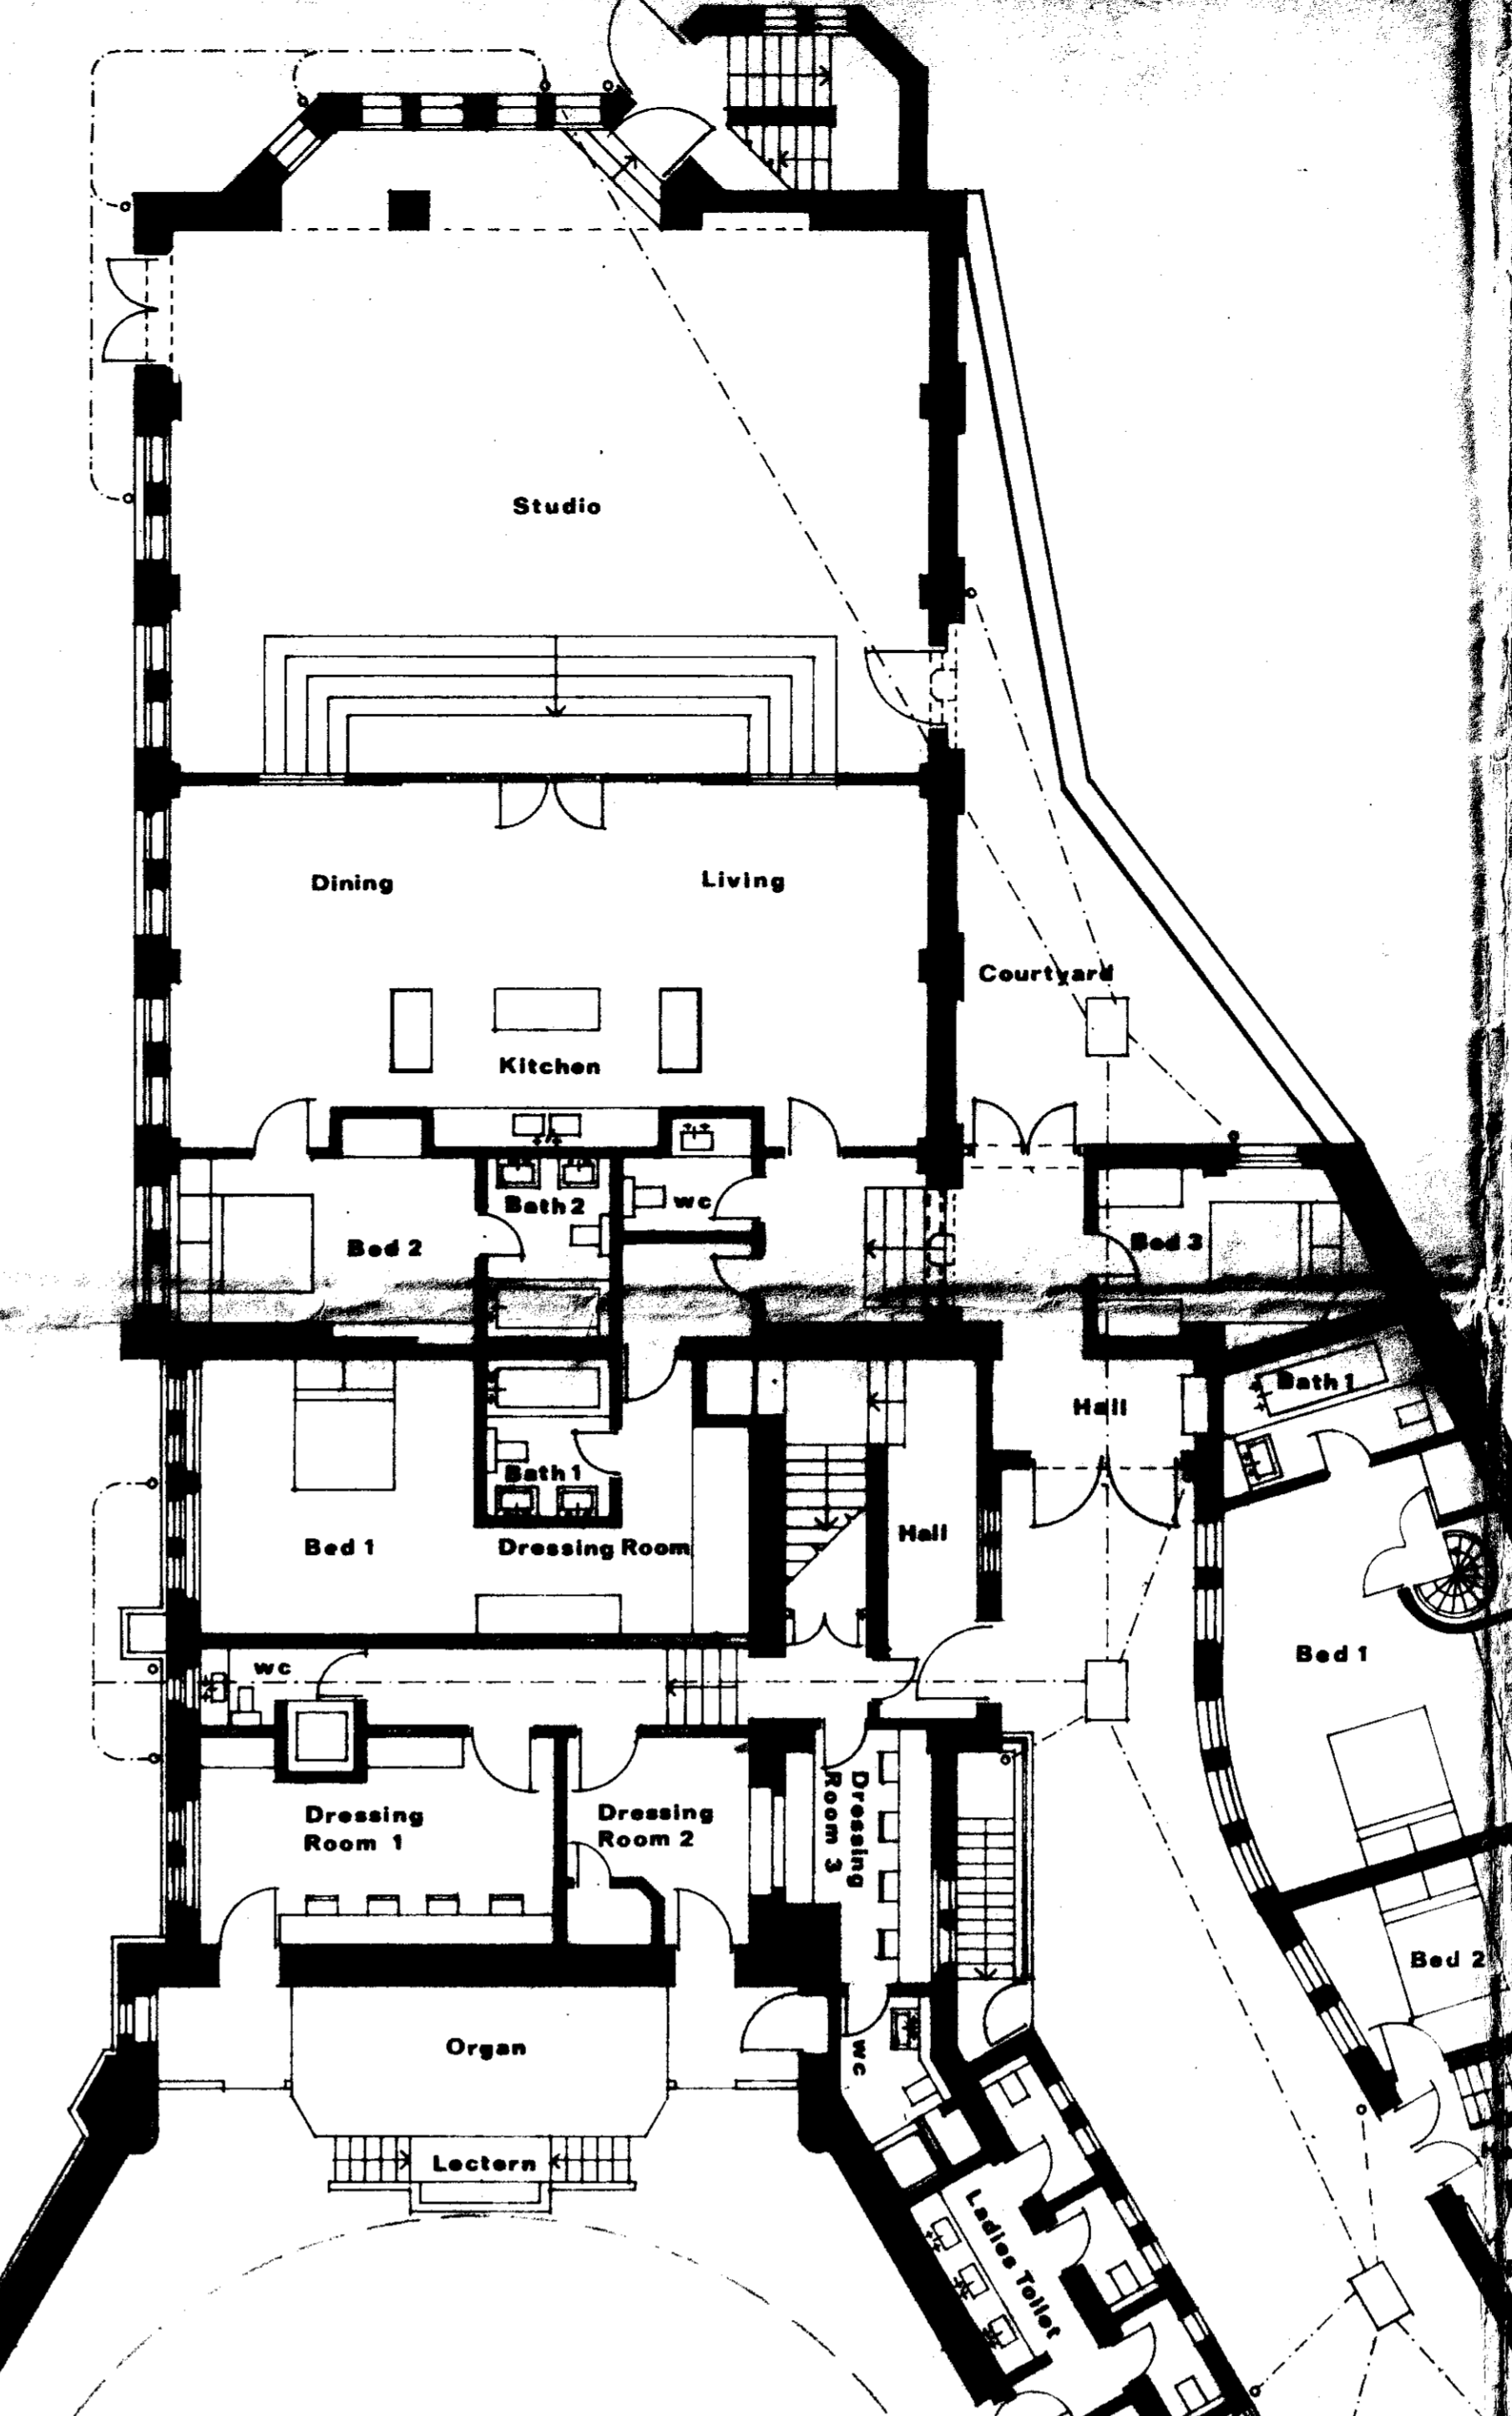 Studio
Dining
Living
Courtyard
Kitchen
Bath 2
wc
Bed 2
Bed 3
Bath 1
Hall
Bath 1
Hall
Bed 1
Dressing Room
Bed 1
wc
Dressing
Room 1
Dressing
Room 2
Dressing
Room 3
Bed 2
Organ
wc
Lectern
Ladies Toilet